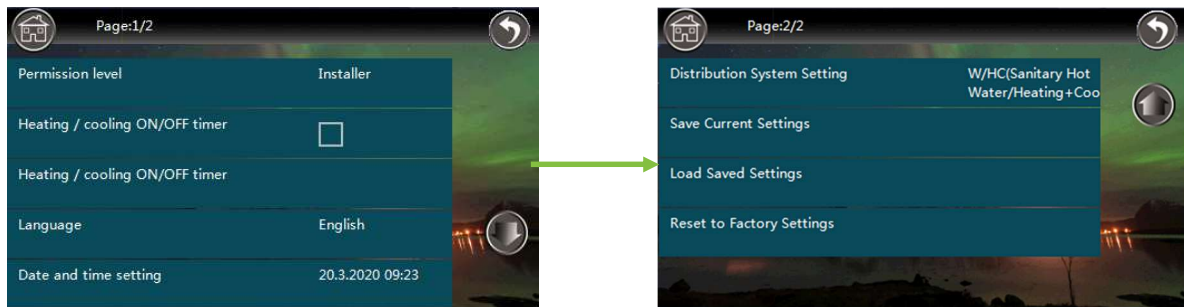 Page:1/2
Permission level Installer
Heating / cooling ON/OFF timer
Heating / cooling ON/OFF timer
Language English
Date and time setting 20.3.2020 09:23
Page:2/2
Distribution System Setting W/HC(Sanitary Hot
Water/Heating+Coo
Save Current Settings
Load Saved Settings
Reset to Factory Settings